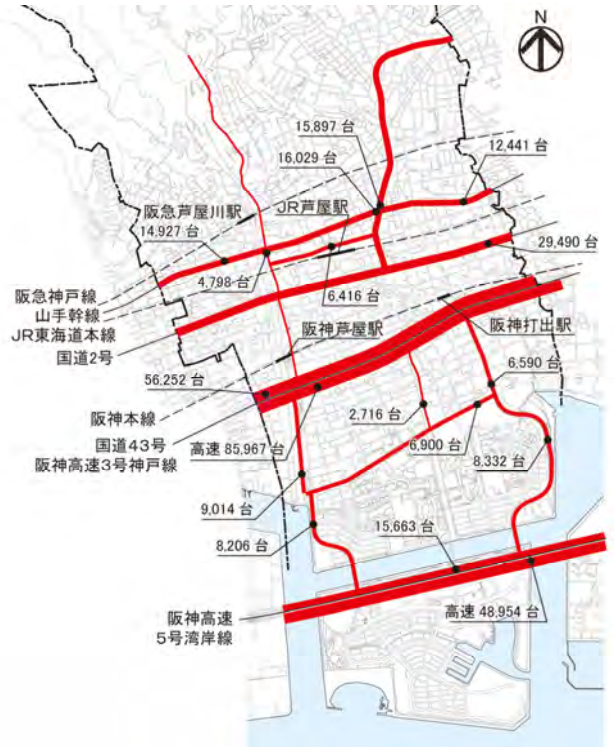 N
15,897 台
16,029 台
12,441 台
阪急芦屋川駅
JR芦屋駅
14,927 台
29,490 台
4,798 台
6,416 台
阪急神戸線
山手幹線
JR東海道本線
国道2号
阪神芦屋駅
阪神打出駅
56,252 台
6,590 台
阪神本線
2,716 台
国道43号
高速 85,967 台
6,900 台
阪神高速3号神戸線
8,332 台
9,014 台
8,206 台
15,663 台
阪神高速
5号湾岸線
高速 48,954 台